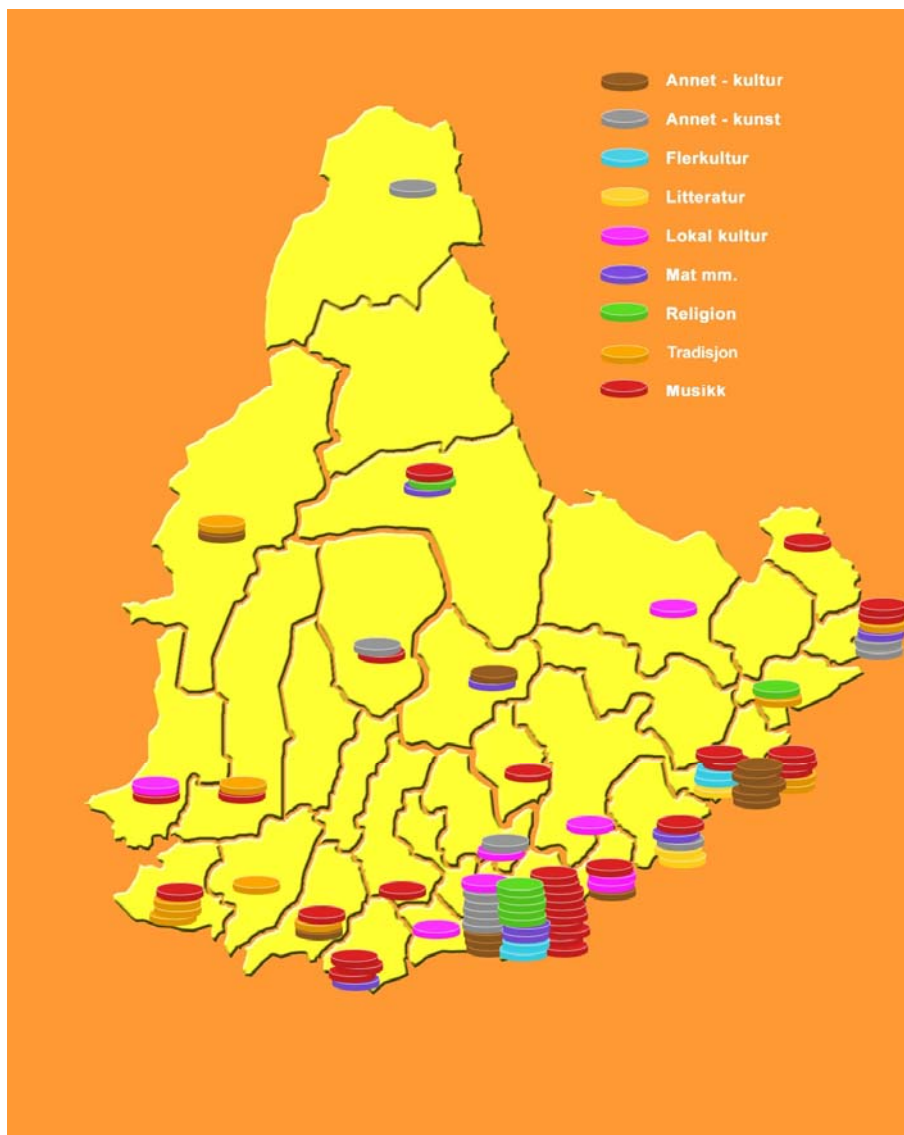 Annet - kultur
Annet - kunst
Flerkultur
Litteratur
Lokal kultur
Mat mm.
Religion
Tradisjon
Musikk